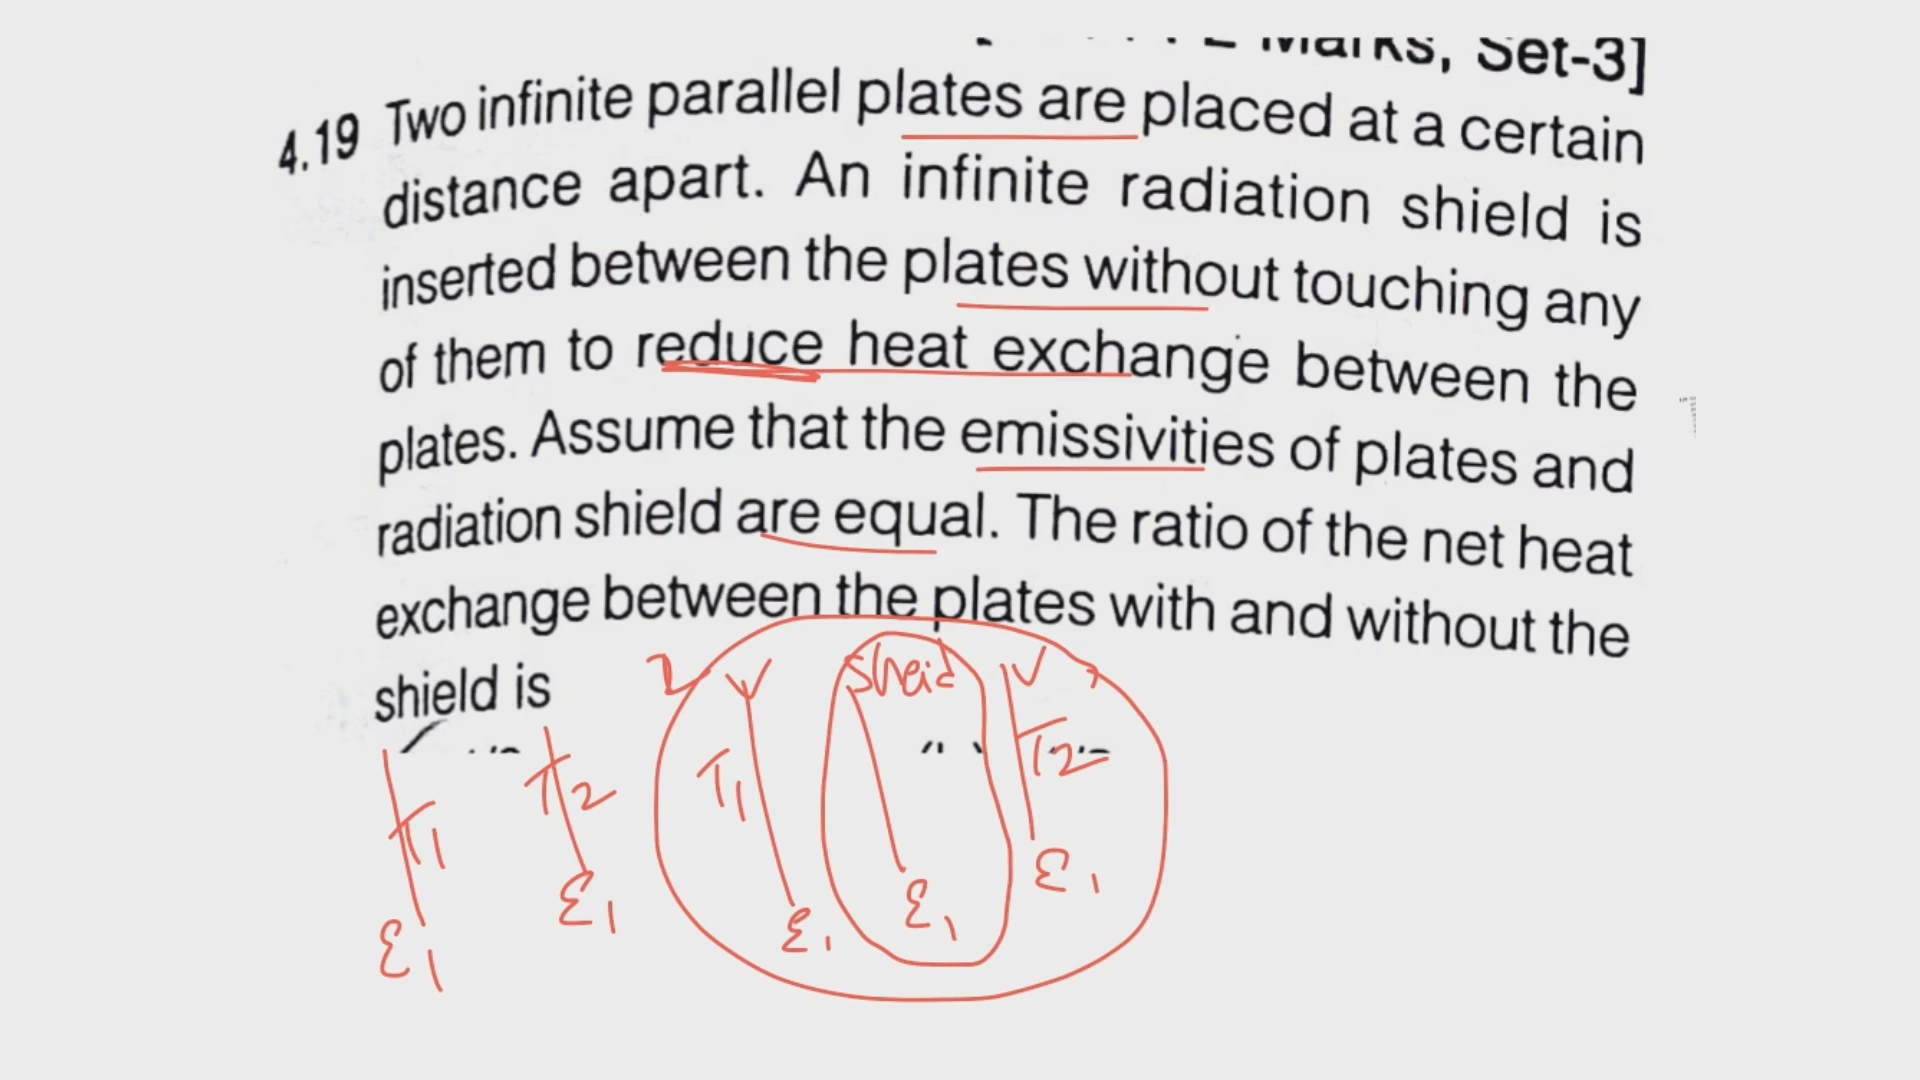 Marks, Set-3]
4.19 Two infinite parallel plates are placed at a certain
distance apart. An infinite radiation shield is
inserted between the plates without touching any
of them to reduce heat exchange between the
plates. Assume that the emissivities of plates and
radiation shield are equal. The ratio of the net heat
exchange between the plates with and without the
shield is
sheid
T1 T2 T1 T2
ε1 ε1 ε1 ε1 ε1